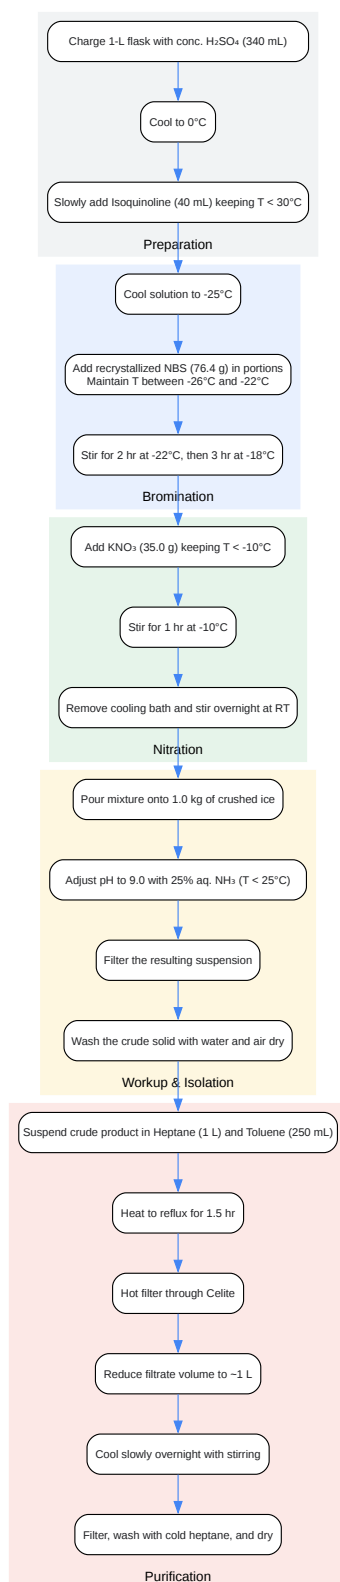 Charge 1-L flask with conc. H₂SO₄ (340 mL)
Cool to 0°C
Slowly add Isoquinoline (40 mL) keeping T < 30°C
Preparation
Cool solution to -25°C
Add recrystallized NBS (76.4 g) in portions
Maintain T between -26°C and -22°C
Stir for 2 hr at -22°C, then 3 hr at -18°C
Bromination
Add KNO₃ (35.0 g) keeping T < -10°C
Stir for 1 hr at -10°C
Remove cooling bath and stir overnight at RT
Nitration
Pour mixture onto 1.0 kg of crushed ice
Adjust pH to 9.0 with 25% aq. NH₃ (T < 25°C)
Filter the resulting suspension
Wash the crude solid with water and air dry
Workup & Isolation
Suspend crude product in Heptane (1 L) and Toluene (250 mL)
Heat to reflux for 1.5 hr
Hot filter through Celite
Reduce filtrate volume to ~1 L
Cool slowly overnight with stirring
Filter, wash with cold heptane, and dry
Purification